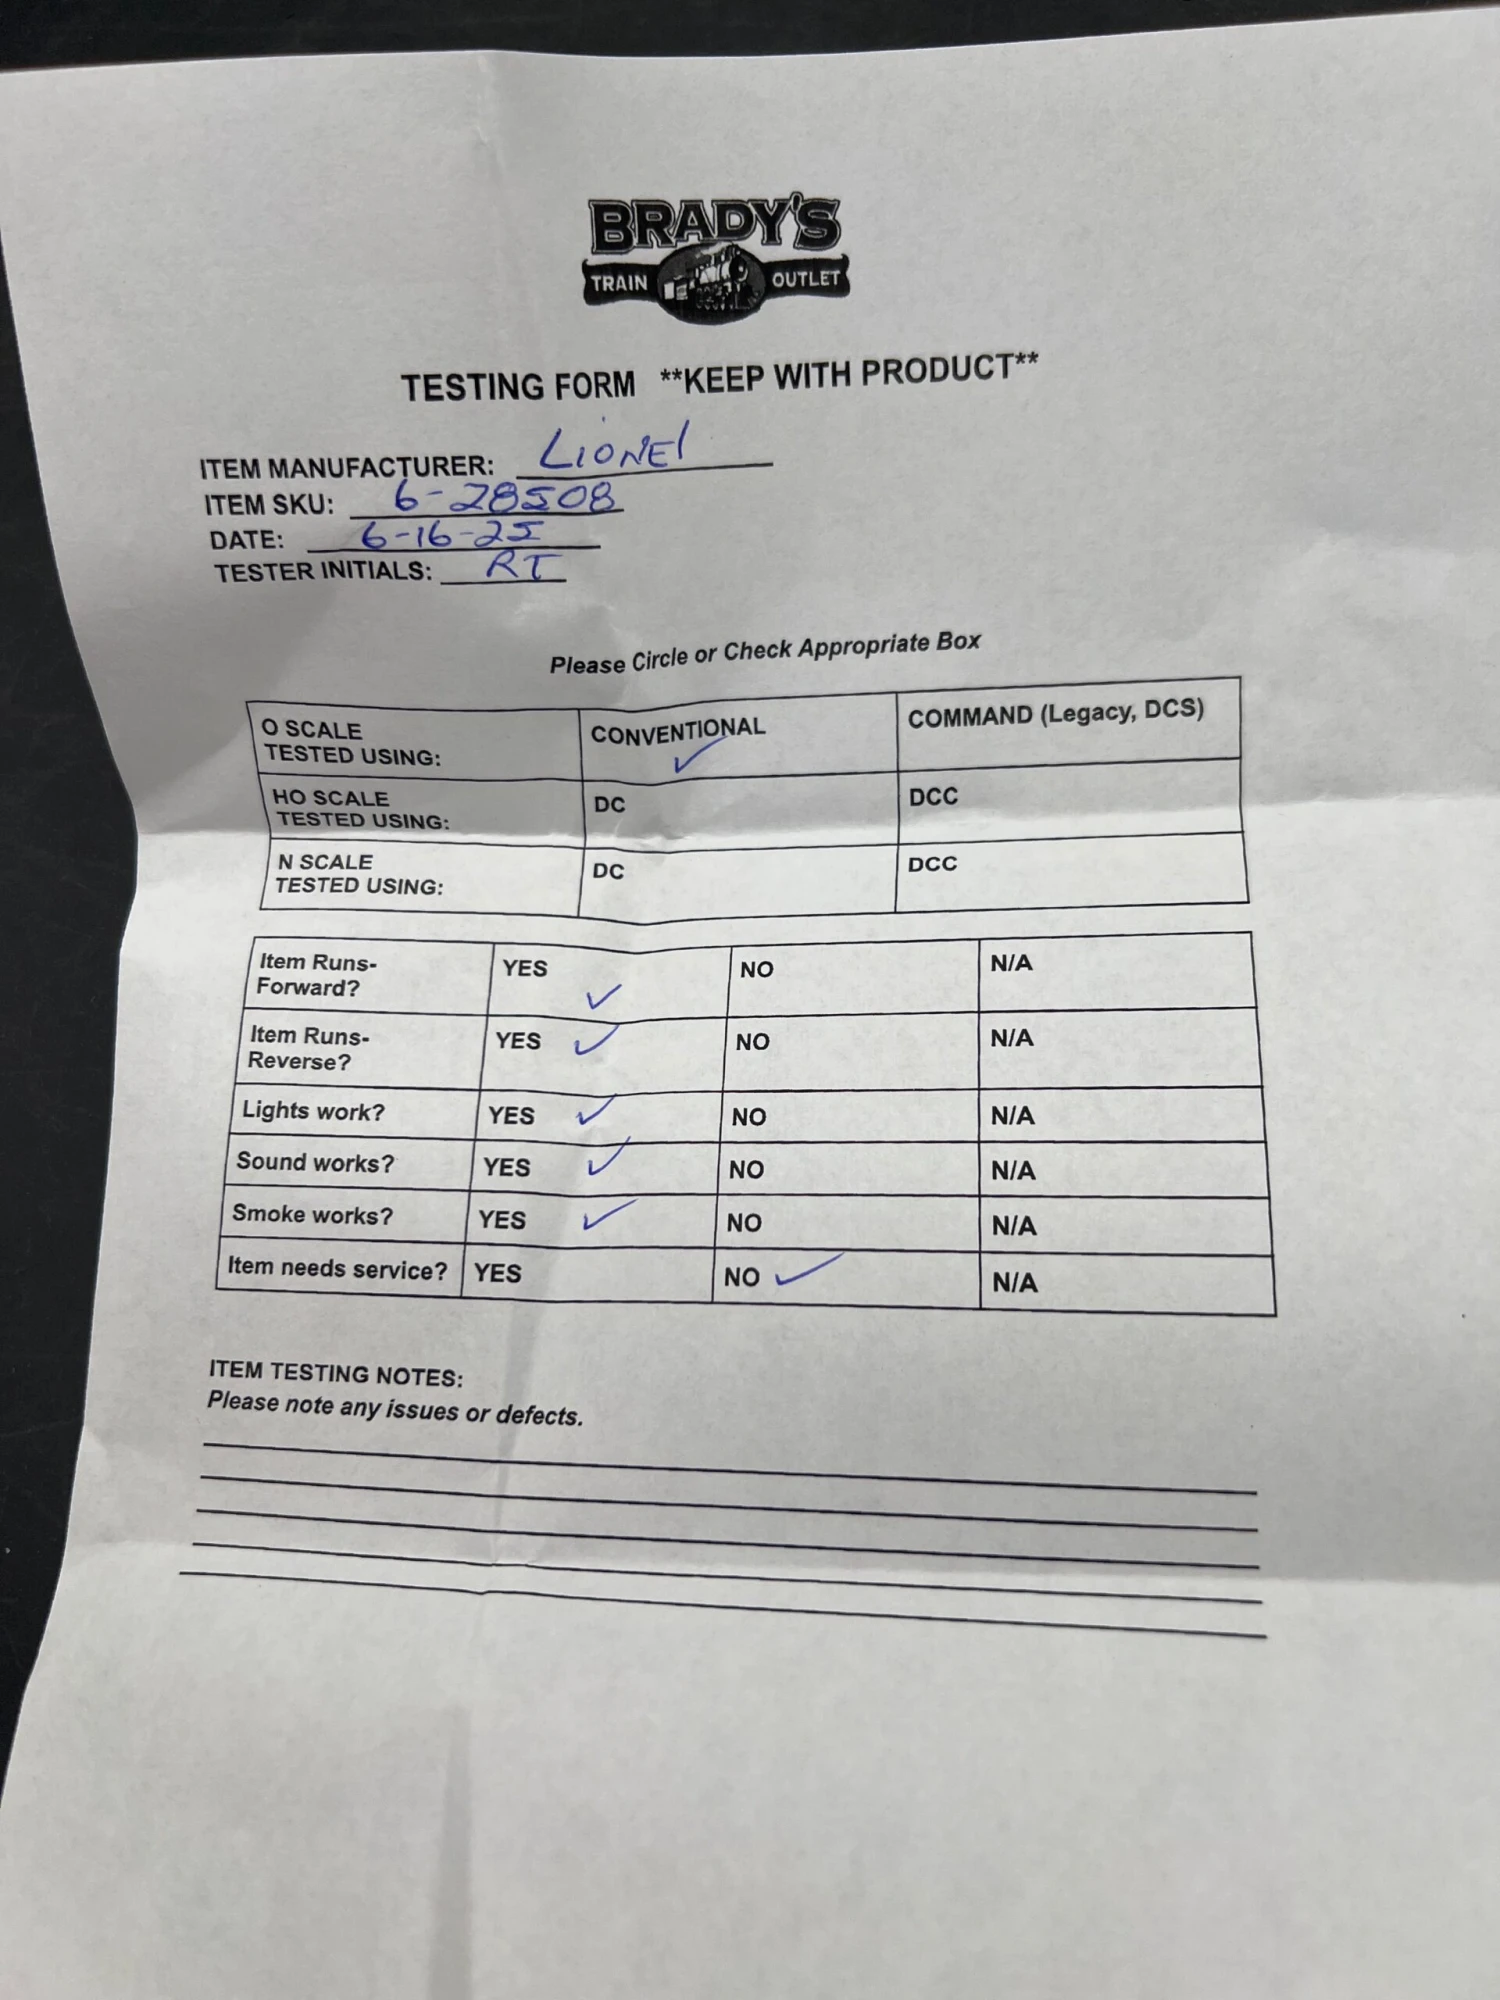 BRADY'S
TRAIN OUTLET
TESTING FORM **KEEP WITH PRODUCT**
ITEM MANUFACTURER: LIONEl
ITEM SKU: 6-28508
DATE: 6-16-25
TESTER INITIALS: RT
Please Circle or Check Appropriate Box
O SCALE TESTED USING: CONVENTIONAL ✓ COMMAND (Legacy, DCS)
HO SCALE TESTED USING: DC DCC
N SCALE TESTED USING: DC DCC
Item Runs- Forward? YES ✓ NO N/A
Item Runs- Reverse? YES ✓ NO N/A
Lights work? YES ✓ NO N/A
Sound works? YES ✓ NO N/A
Smoke works? YES ✓ NO N/A
Item needs service? YES NO ✓ N/A
ITEM TESTING NOTES:
Please note any issues or defects.